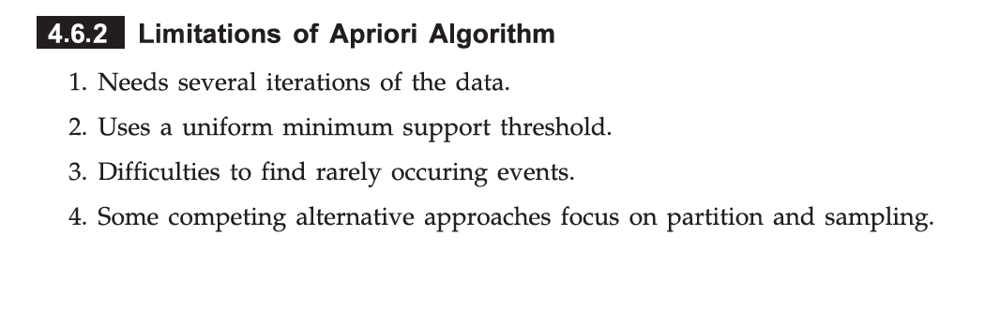 4.6.2 Limitations of Apriori Algorithm
1. Needs several iterations of the data.
2. Uses a uniform minimum support threshold.
3. Difficulties to find rarely occuring events.
4. Some competing alternative approaches focus on partition and sampling.